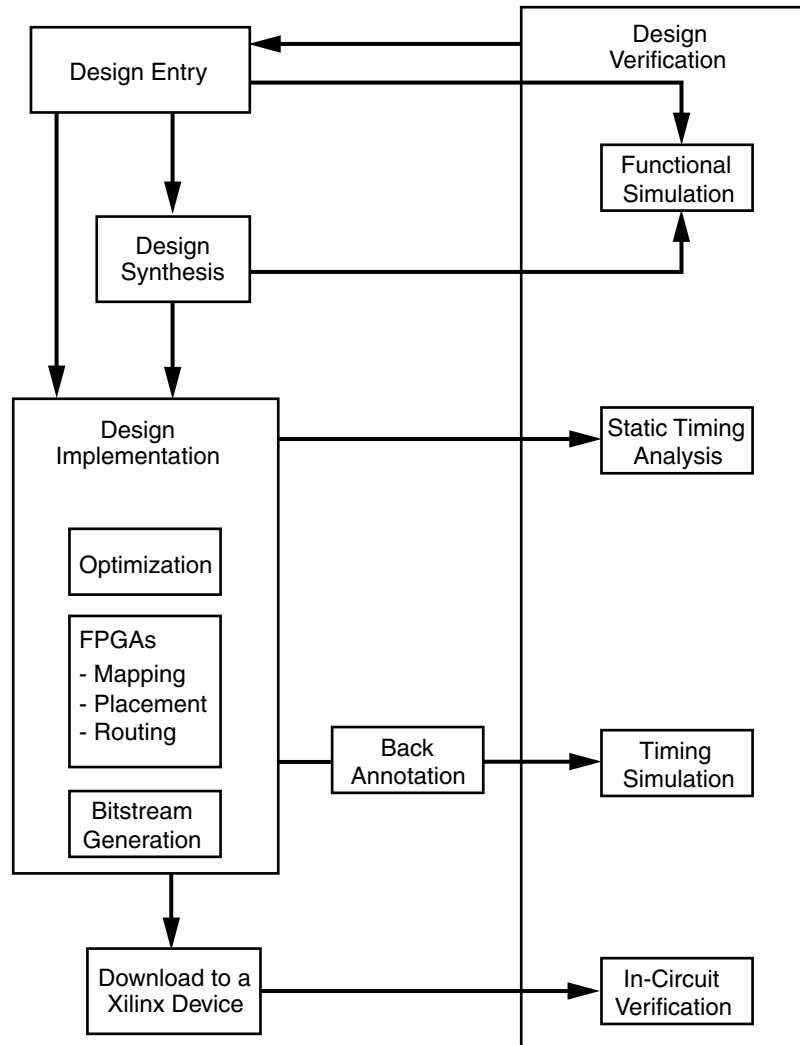 Design Entry
Design
Verification
Functional
Simulation
Design
Synthesis
Design
Implementation
Static Timing
Analysis
Optimization
FPGAs
- Mapping
- Placement
- Routing
Back
Annotation
Timing
Simulation
Bitstream
Generation
Download to a
Xilinx Device
In-Circuit
Verification